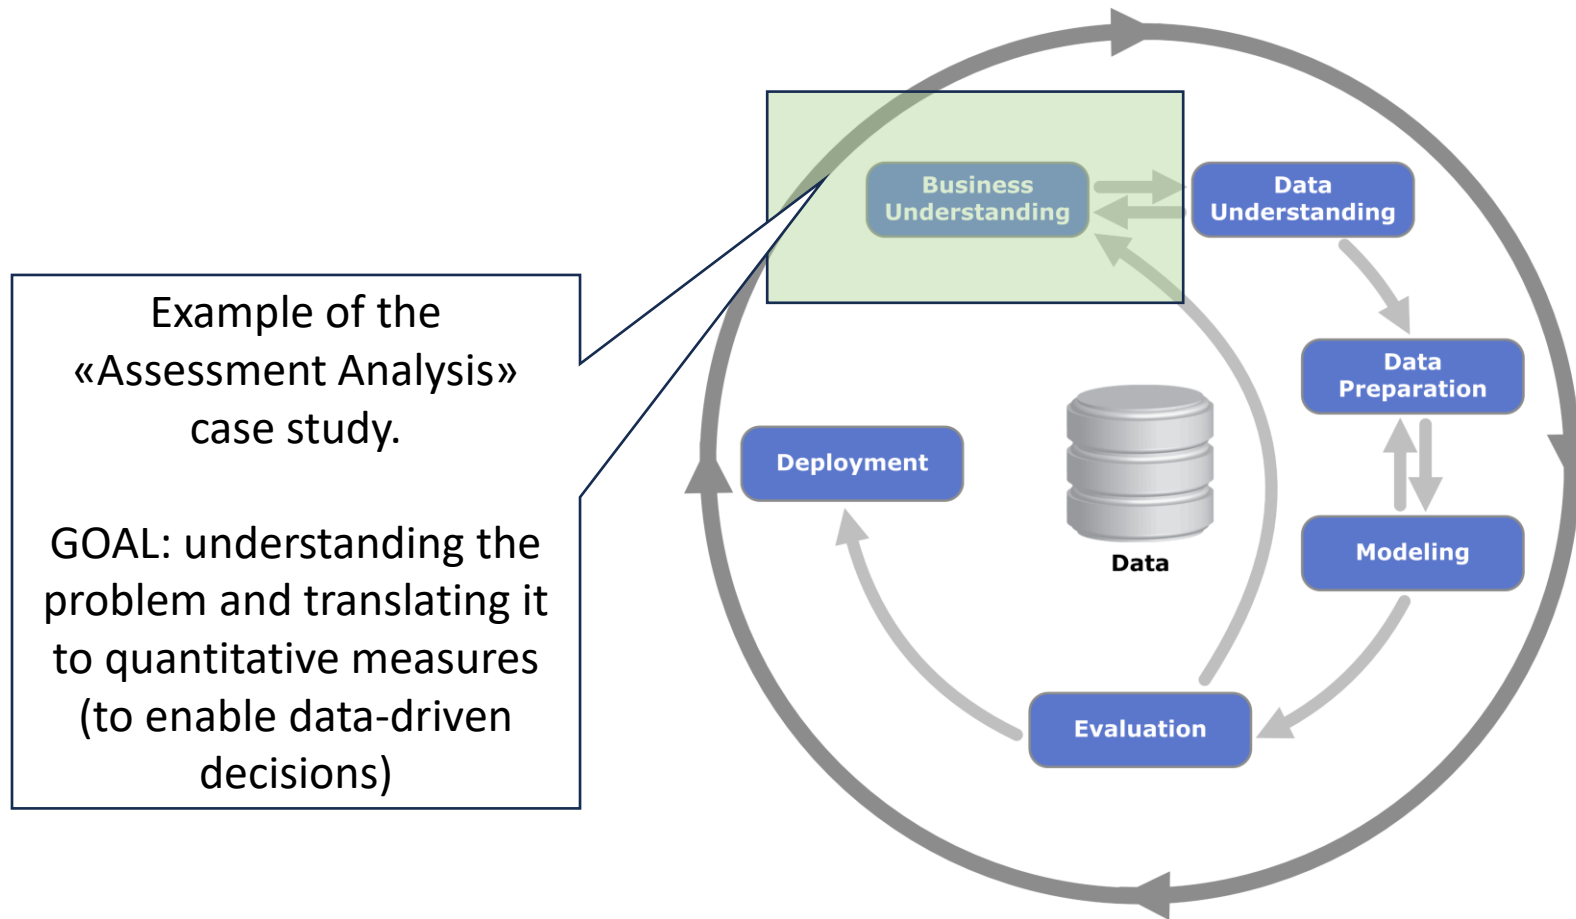 Example of the
«Assessment Analysis»
case study.
GOAL: understanding the
problem and translating it
to quantitative measures
(to enable data-driven
decisions)
Business
Understanding
Data
Understanding
Data
Preparation
Modeling
Evaluation
Deployment
Data